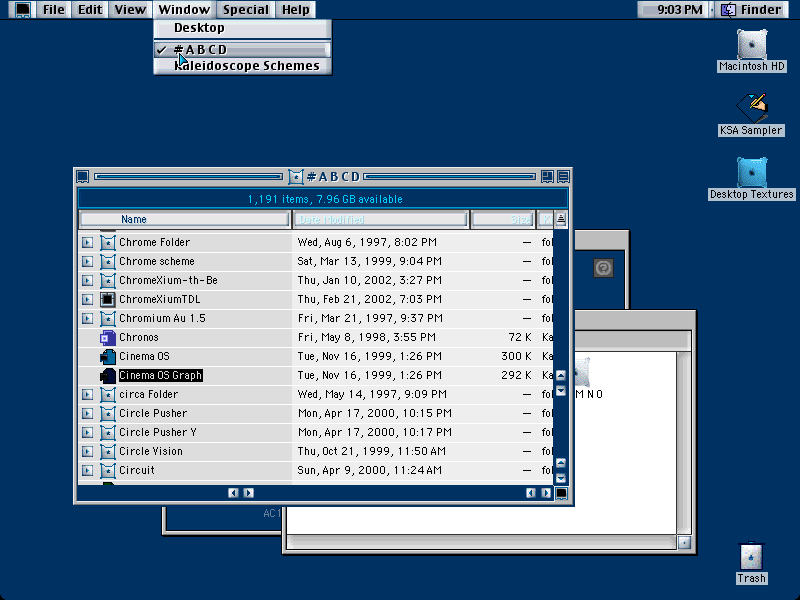 File Edit View Window Special Help 9:03 PM Finder
Desktop
✓ #ABCD
Kaleidoscope Schemes
Macintosh HD
KSA Sampler
Desktop Textures
#ABCD
1,191 items, 7.96 GB available
Name Date Modified Size K
Chrome Folder Wed, Aug 6, 1997, 8:02 PM — fol
Chrome scheme Sat, Mar 13, 1999, 9:04 PM — fol
ChromeXium-th-Be Thu, Jan 10, 2002, 3:27 PM — fol
ChromeXiumTDL Thu, Feb 21, 2002, 7:03 PM — fol
Chromium Au 1.5 Fri, Mar 21, 1997, 9:37 PM — fol
Chronos Fri, May 8, 1998, 3:55 PM 72 K Ka
Cinema OS Tue, Nov 16, 1999, 1:26 PM 300 K Ka
Cinema OS Graph Tue, Nov 16, 1999, 1:26 PM 292 K Ka
circa Folder Wed, May 14, 1997, 9:09 PM — fol
M N O
Circle Pusher Mon, Apr 17, 2000, 10:15 PM — fol
Circle Pusher Y Mon, Apr 17, 2000, 10:17 PM — fol
Circle Vision Thu, Oct 21, 1999, 11:50 AM — fol
Circuit Sun, Apr 9, 2000, 11:24 AM — fol
AC1
Trash